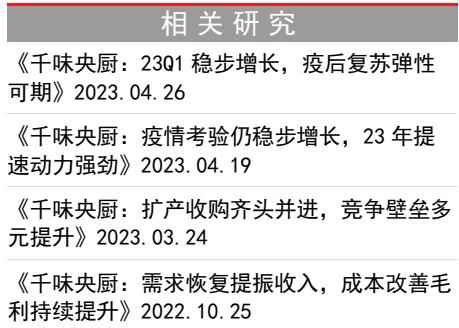 相关研究
《千味央厨：23Q1 稳步增长，疫后复苏弹性
可期》2023.04.26
《千味央厨：疫情考验仍稳步增长，23 年提
速动力强劲》2023.04.19
《千味央厨：扩产收购齐头并进，竞争壁垒多
元提升》2023.03.24
《千味央厨：需求恢复提振收入，成本改善毛
利持续提升》2022.10.25